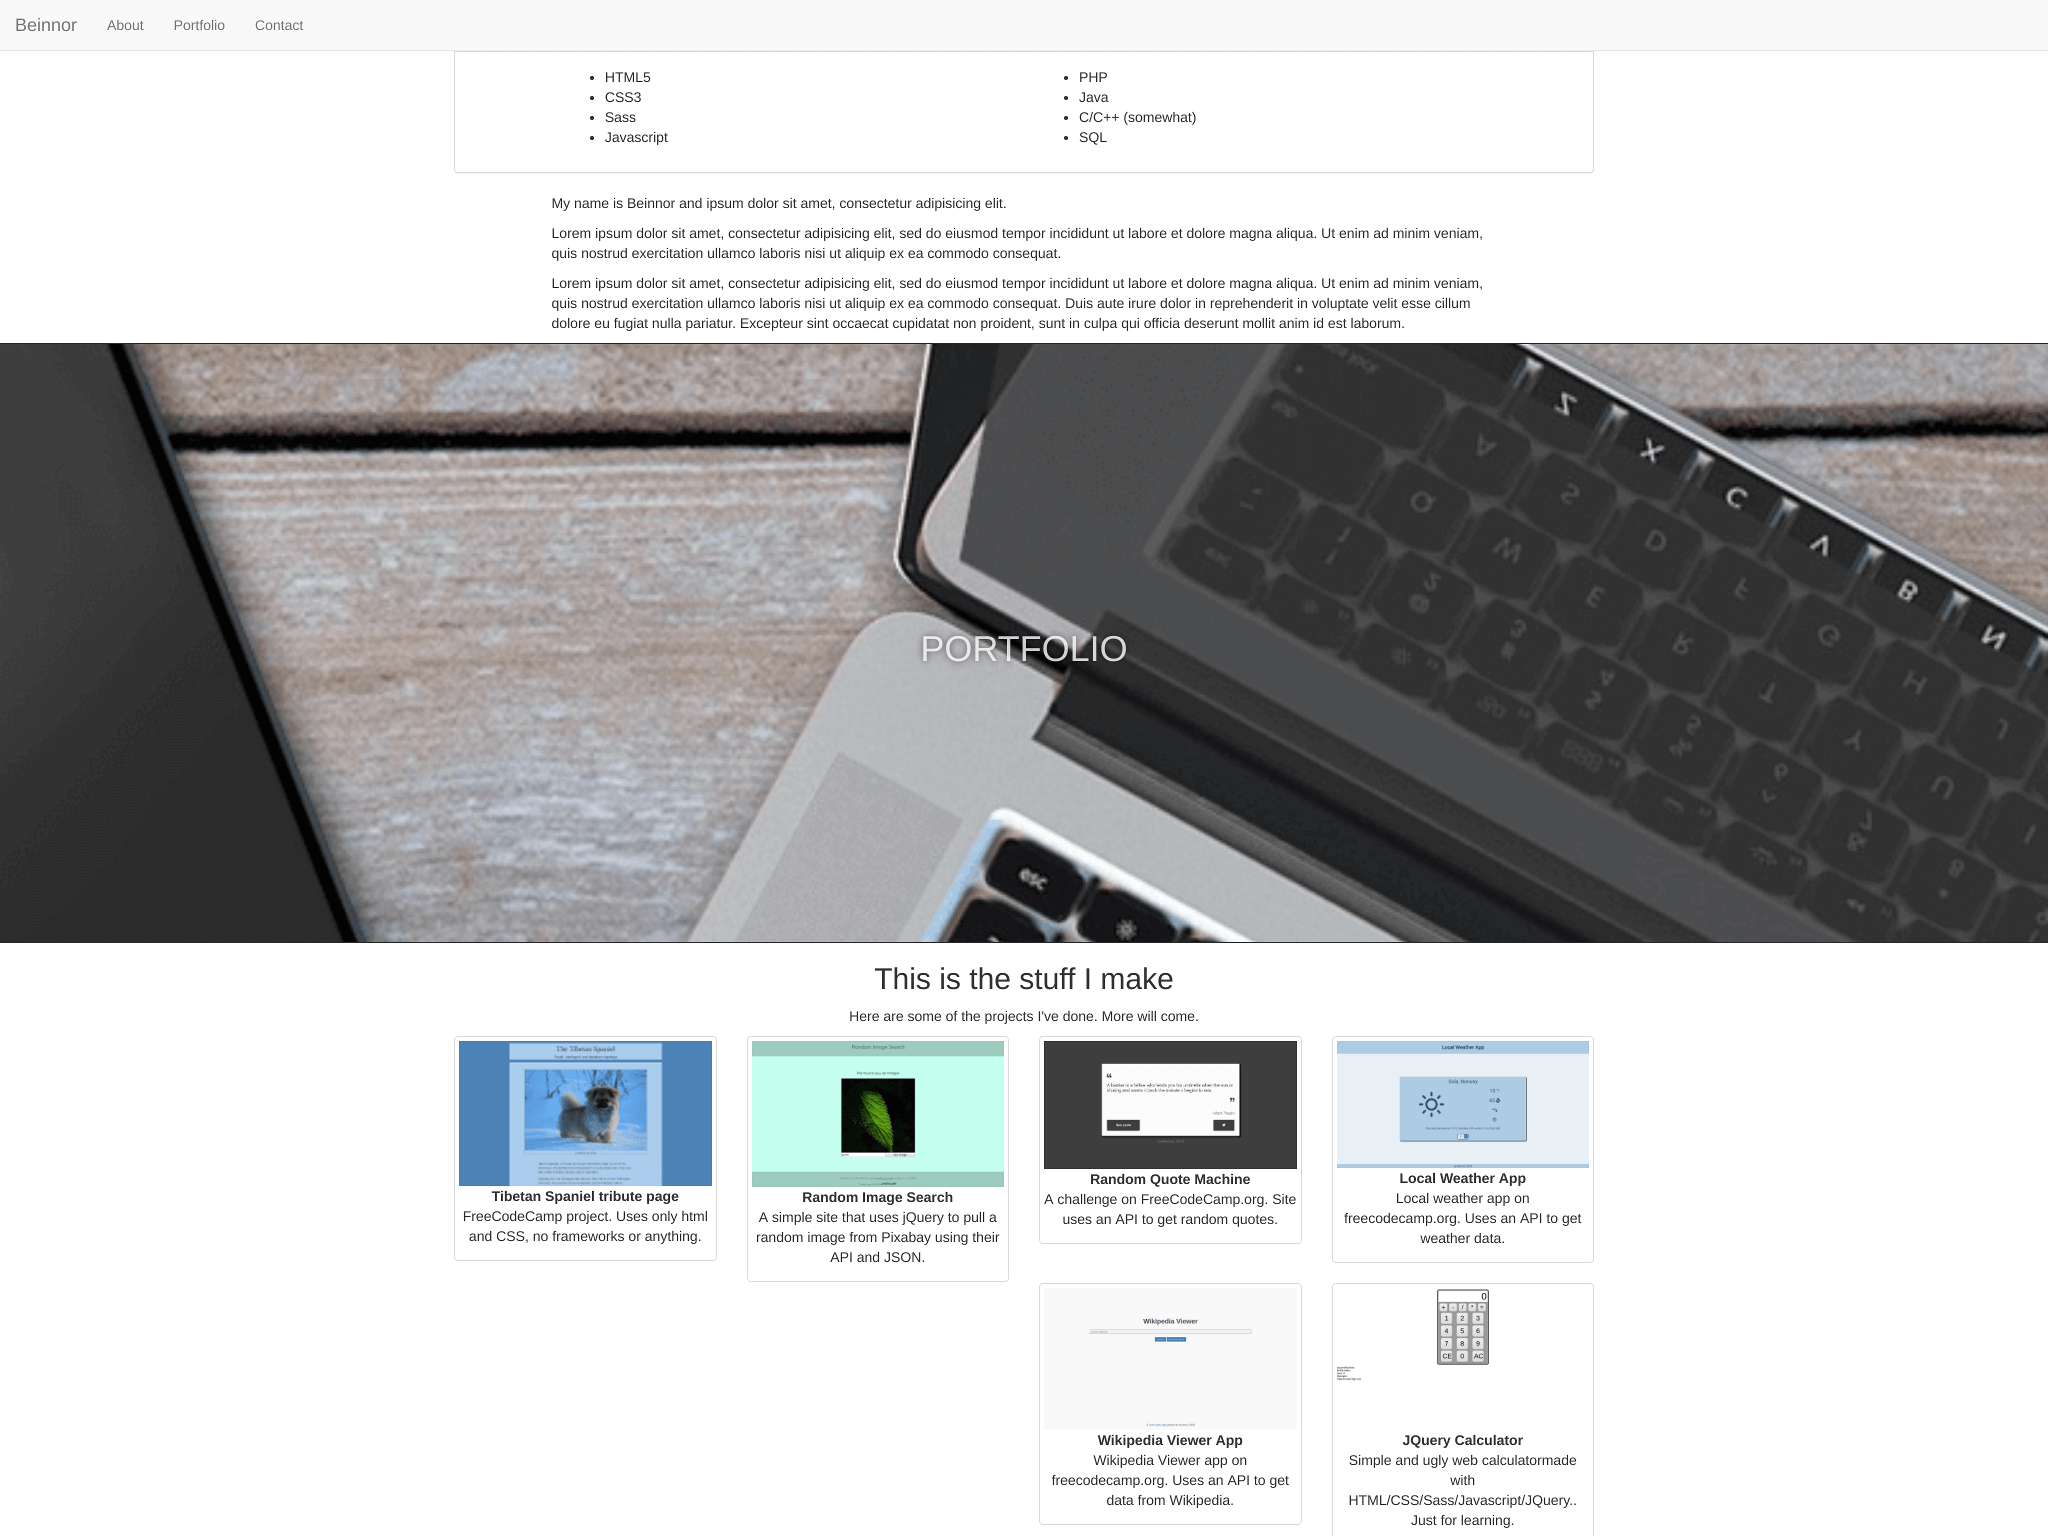 Beinnor About Portfolio Contact
HTML5
CSS3
Sass
Javascript
PHP
Java
C/C++ (somewhat)
SQL
My name is Beinnor and ipsum dolor sit amet, consectetur adipisicing elit.
Lorem ipsum dolor sit amet, consectetur adipisicing elit, sed do eiusmod tempor incididunt ut labore et dolore magna aliqua. Ut enim ad minim veniam,
quis nostrud exercitation ullamco laboris nisi ut aliquip ex ea commodo consequat.
Lorem ipsum dolor sit amet, consectetur adipisicing elit, sed do eiusmod tempor incididunt ut labore et dolore magna aliqua. Ut enim ad minim veniam,
quis nostrud exercitation ullamco laboris nisi ut aliquip ex ea commodo consequat. Duis aute irure dolor in reprehenderit in voluptate velit esse cillum
dolore eu fugiat nulla pariatur. Excepteur sint occaecat cupidatat non proident, sunt in culpa qui officia deserunt mollit anim id est laborum.
PORTFOLIO
esc
This is the stuff I make
Here are some of the projects I've done. More will come.
The Tibetan Spaniel
Tibetan Spaniel tribute page
FreeCodeCamp project. Uses only html
and CSS, no frameworks or anything.
Random Image Search
Random Image Search
A simple site that uses jQuery to pull a
random image from Pixabay using their
API and JSON.
Mark Twain
New quote
Random Quote Machine
A challenge on FreeCodeCamp.org. Site
uses an API to get random quotes.
Local Weather App
Sola, Norway
Local Weather App
Local weather app on
freecodecamp.org. Uses an API to get
weather data.
Wikipedia Viewer
Wikipedia Viewer App
Wikipedia Viewer app on
freecodecamp.org. Uses an API to get
data from Wikipedia.
0
+ - / * =
1 2 3
4 5 6
7 8 9
CE 0 AC
JQuery Calculator
Simple and ugly web calculatormade
with
HTML/CSS/Sass/Javascript/JQuery..
Just for learning.